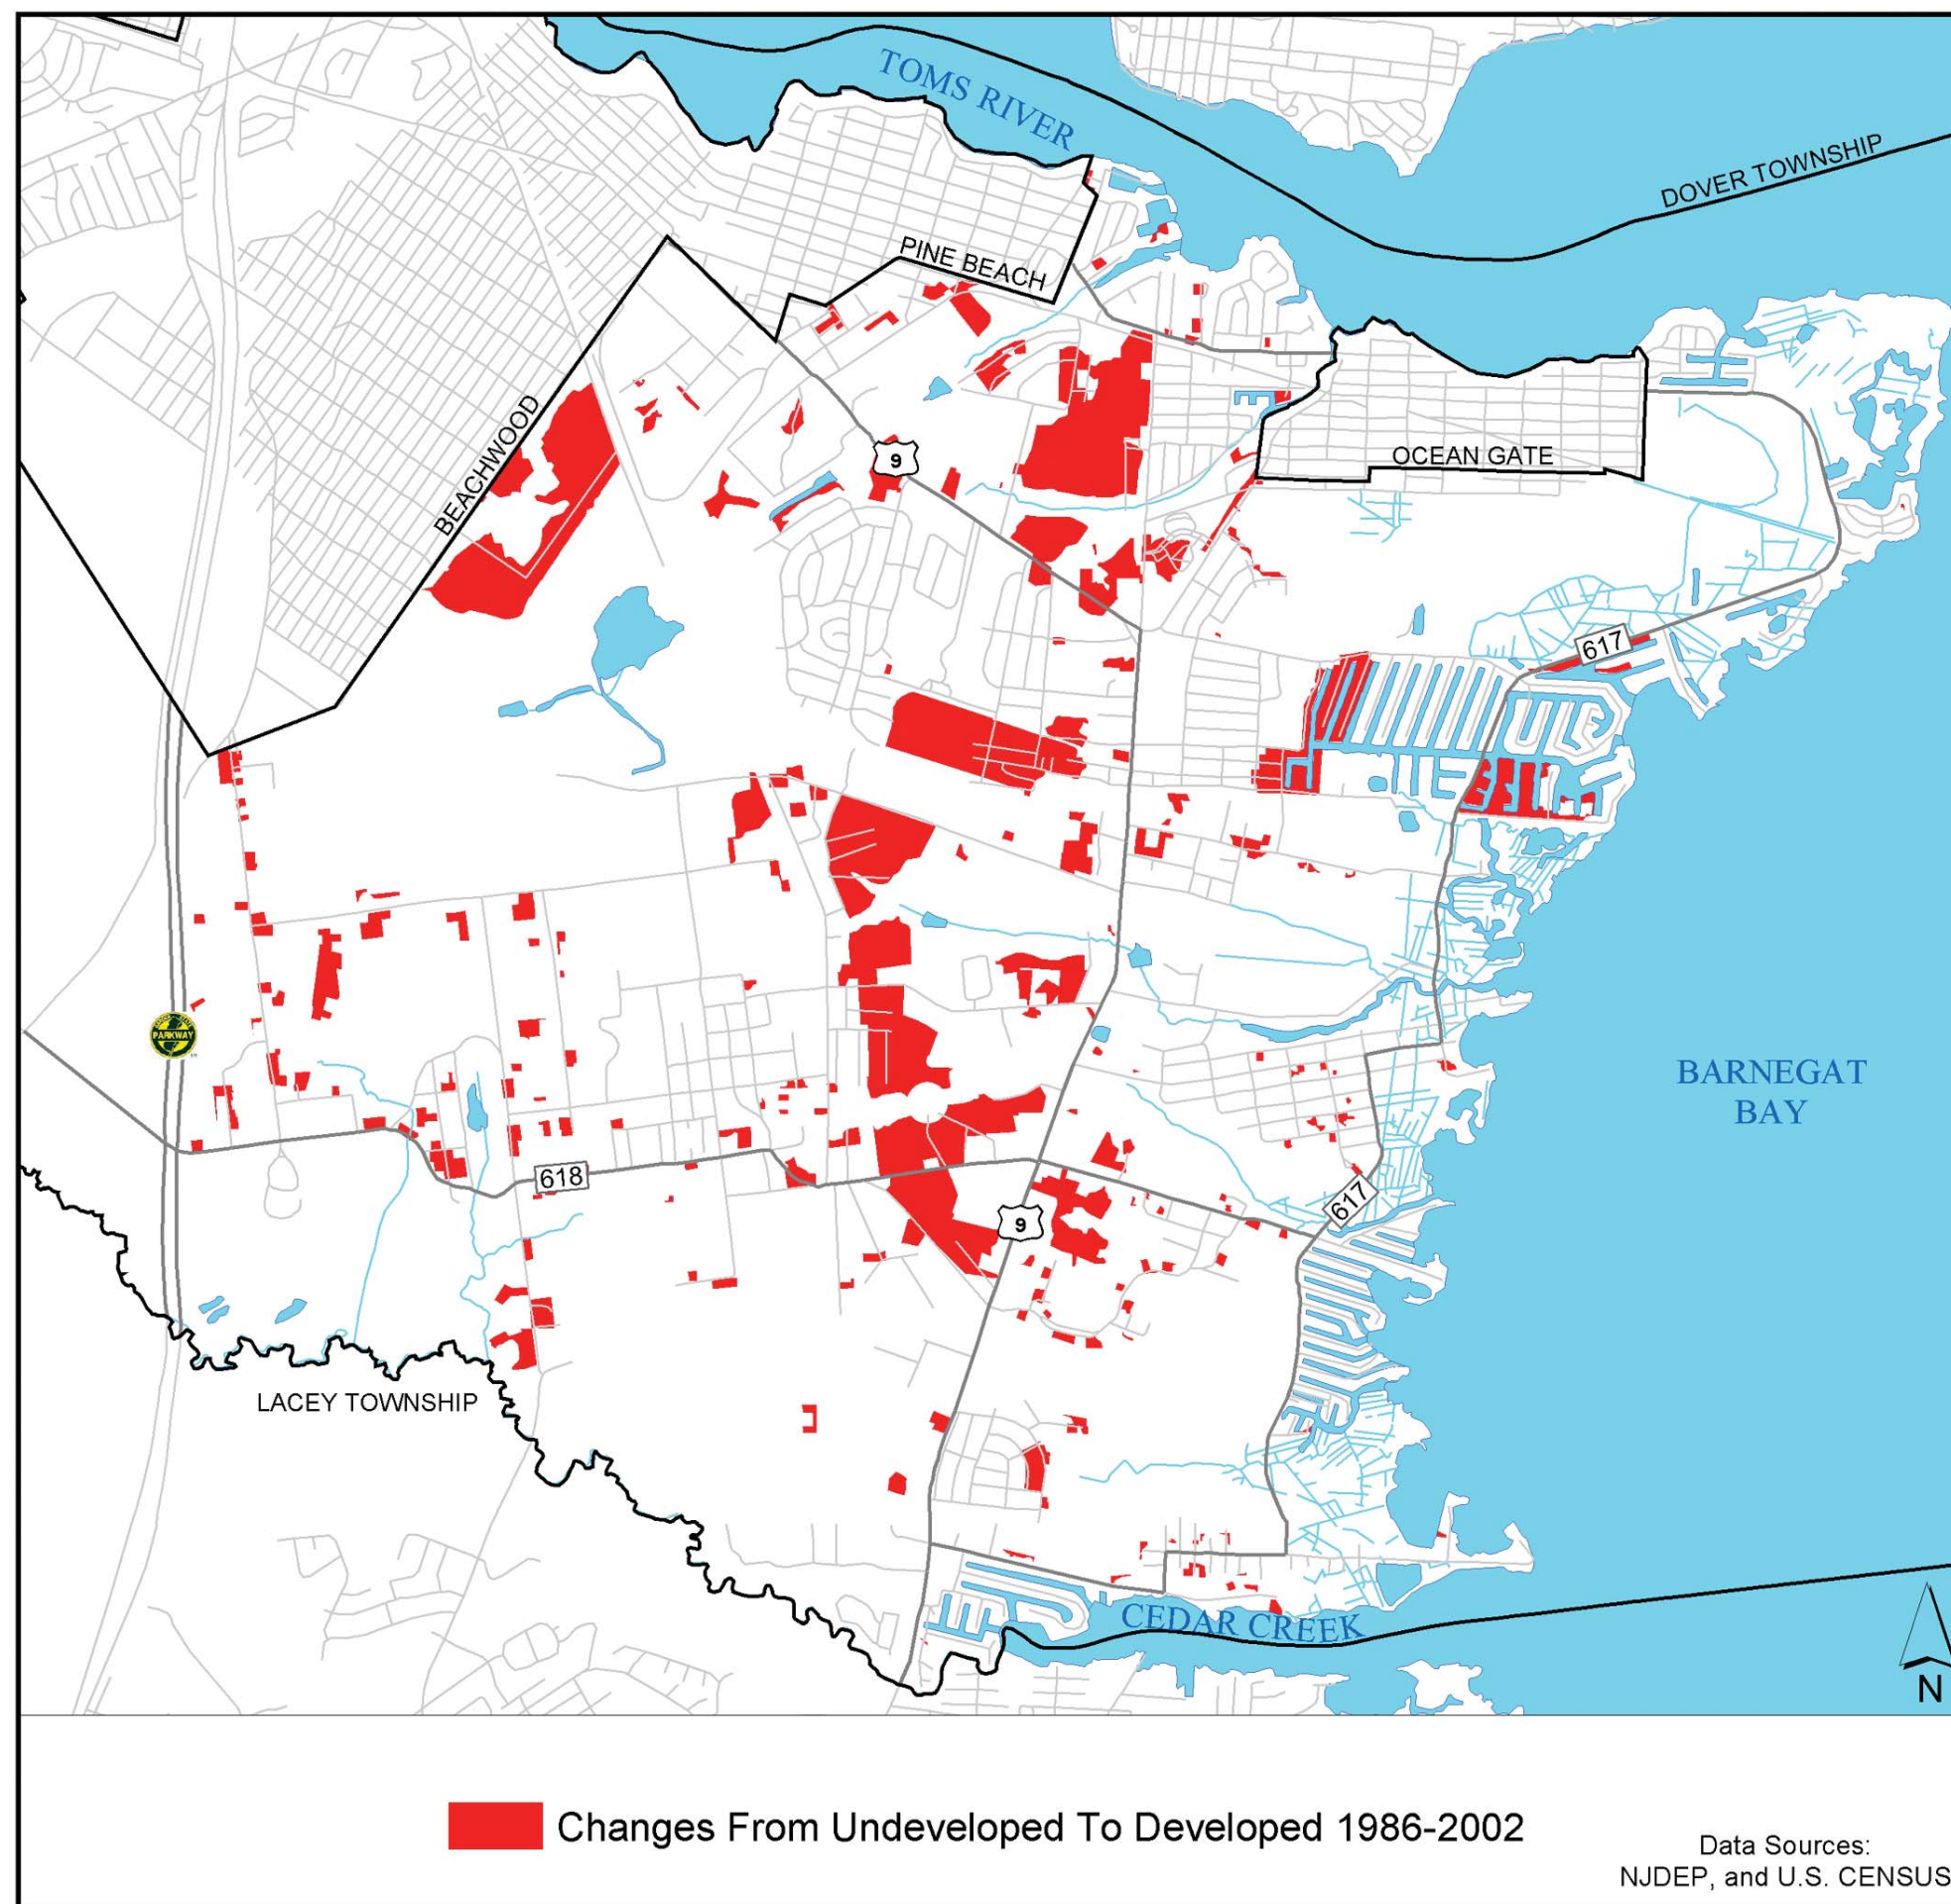 TOMS RIVER
DOVER TOWNSHIP
PINE BEACH
BEACHWOOD
9
OCEAN GATE
617
PARKWAY
BARNEGAT
BAY
618
617
9
LACEY TOWNSHIP
CEDAR CREEK
N
Changes From Undeveloped To Developed 1986-2002
Data Sources:
NJDEP, and U.S. CENSUS